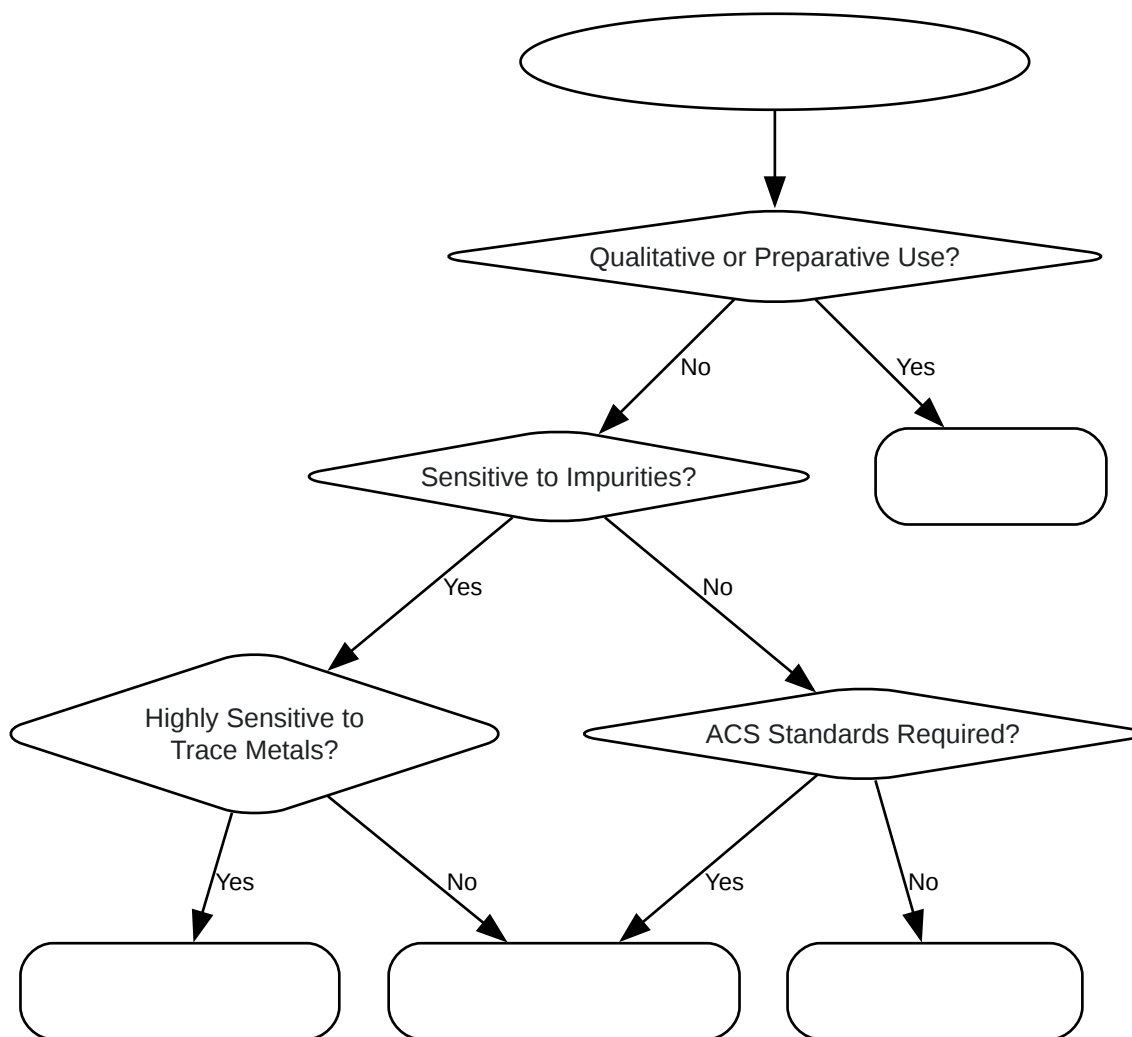 Qualitative or Preparative Use?
No
Yes
Sensitive to Impurities?
Yes
No
Highly Sensitive to
Trace Metals?
ACS Standards Required?
Yes
No
Yes
No